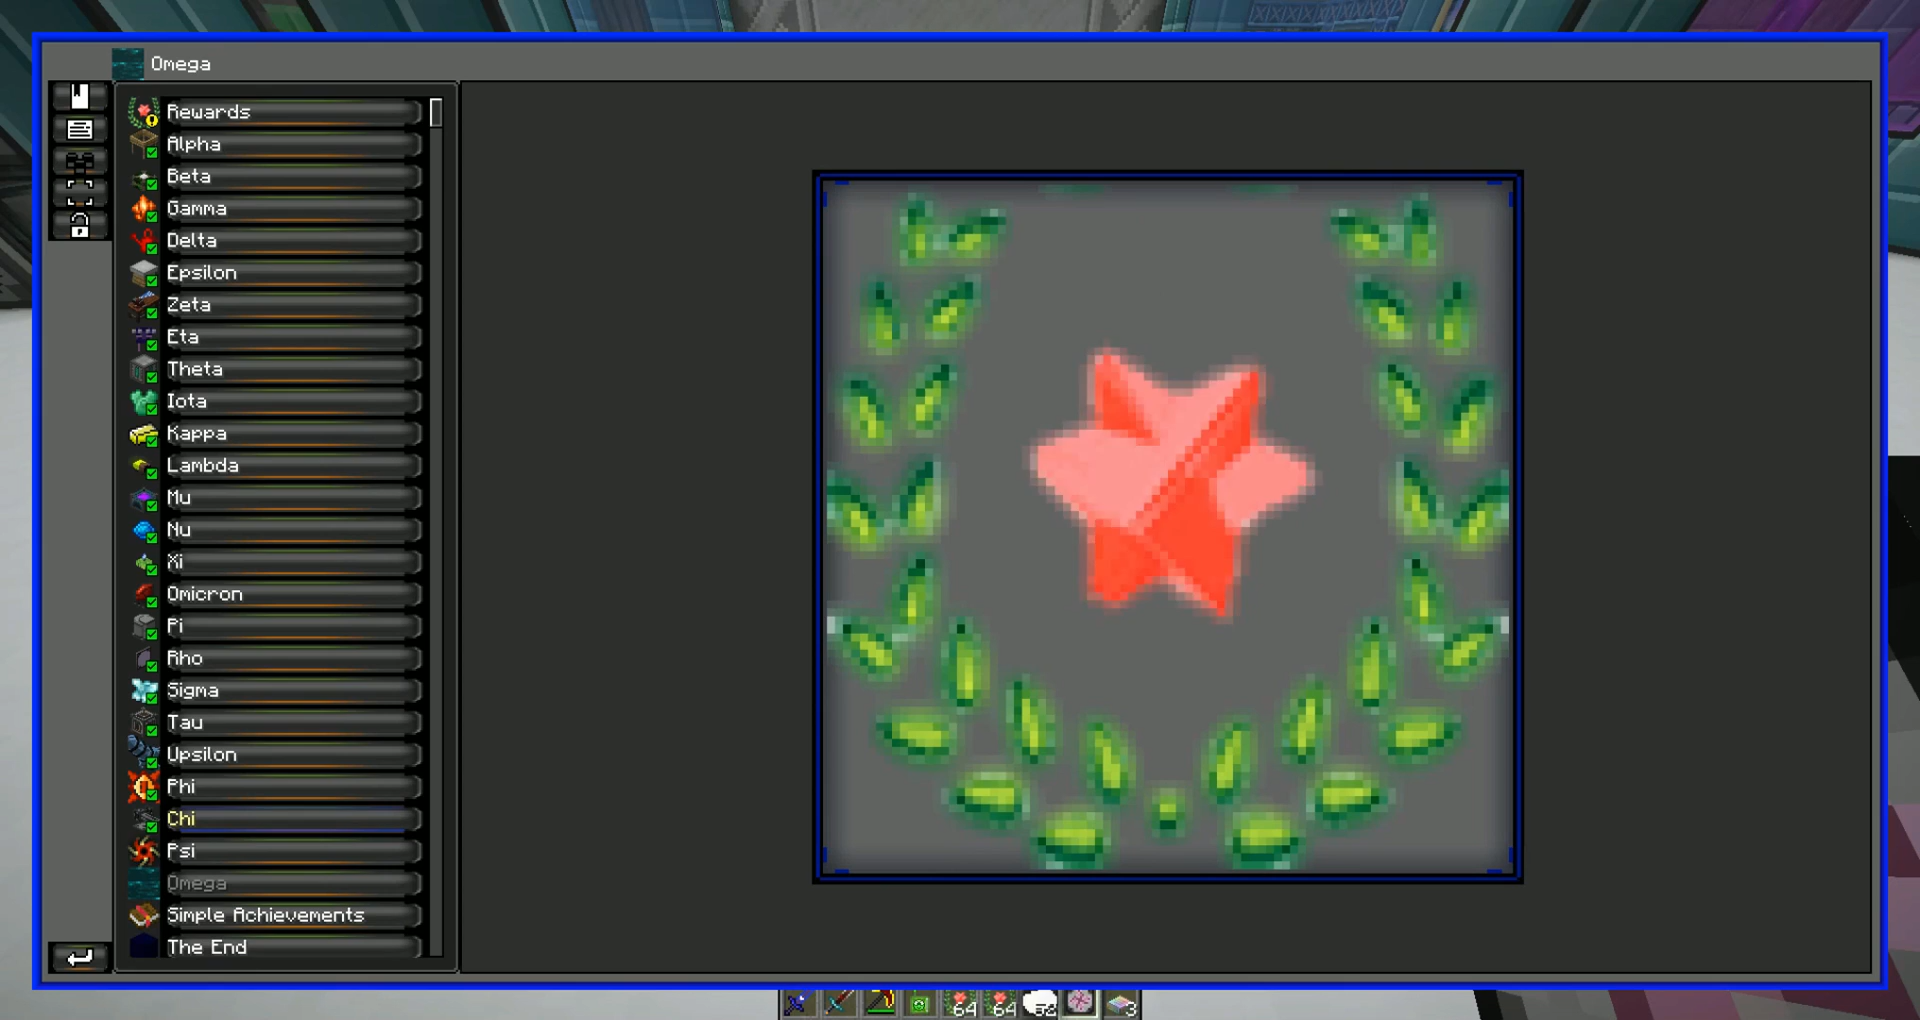 Omega
Rewards
Alpha
Beta
Gamma
Delta
Epsilon
Zeta
Eta
Theta
Iota
Kappa
Lambda
Mu
Nu
Xi
Omicron
Pi
Rho
Sigma
Tau
Upsilon
Phi
Chi
Psi
Omega
Simple Achievements
The End
64 64 3